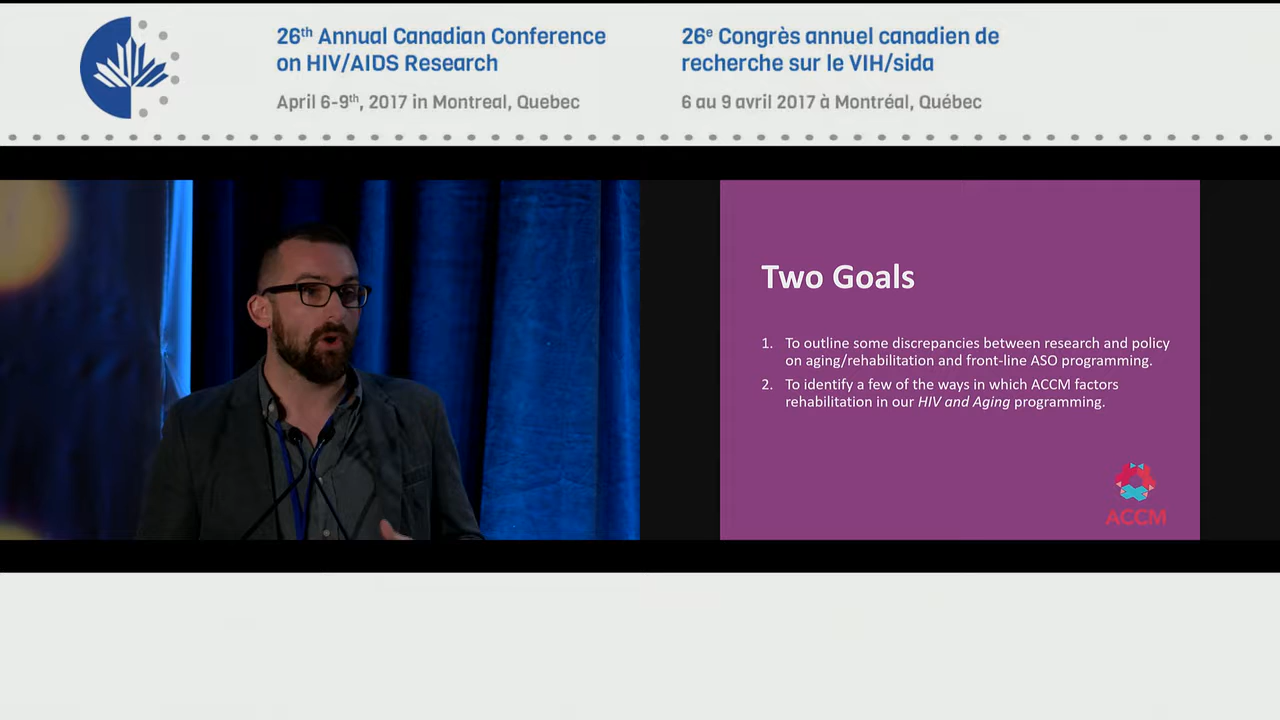 26th Annual Canadian Conference
on HIV/AIDS Research
April 6-9th, 2017 in Montreal, Quebec
26e Congrès annuel canadien de
recherche sur le VIH/sida
6 au 9 avril 2017 à Montréal, Québec
Two Goals
1. To outline some discrepancies between research and policy
on aging/rehabilitation and front-line ASO programming.
2. To identify a few of the ways in which ACCM factors
rehabilitation in our HIV and Aging programming.
ACCM